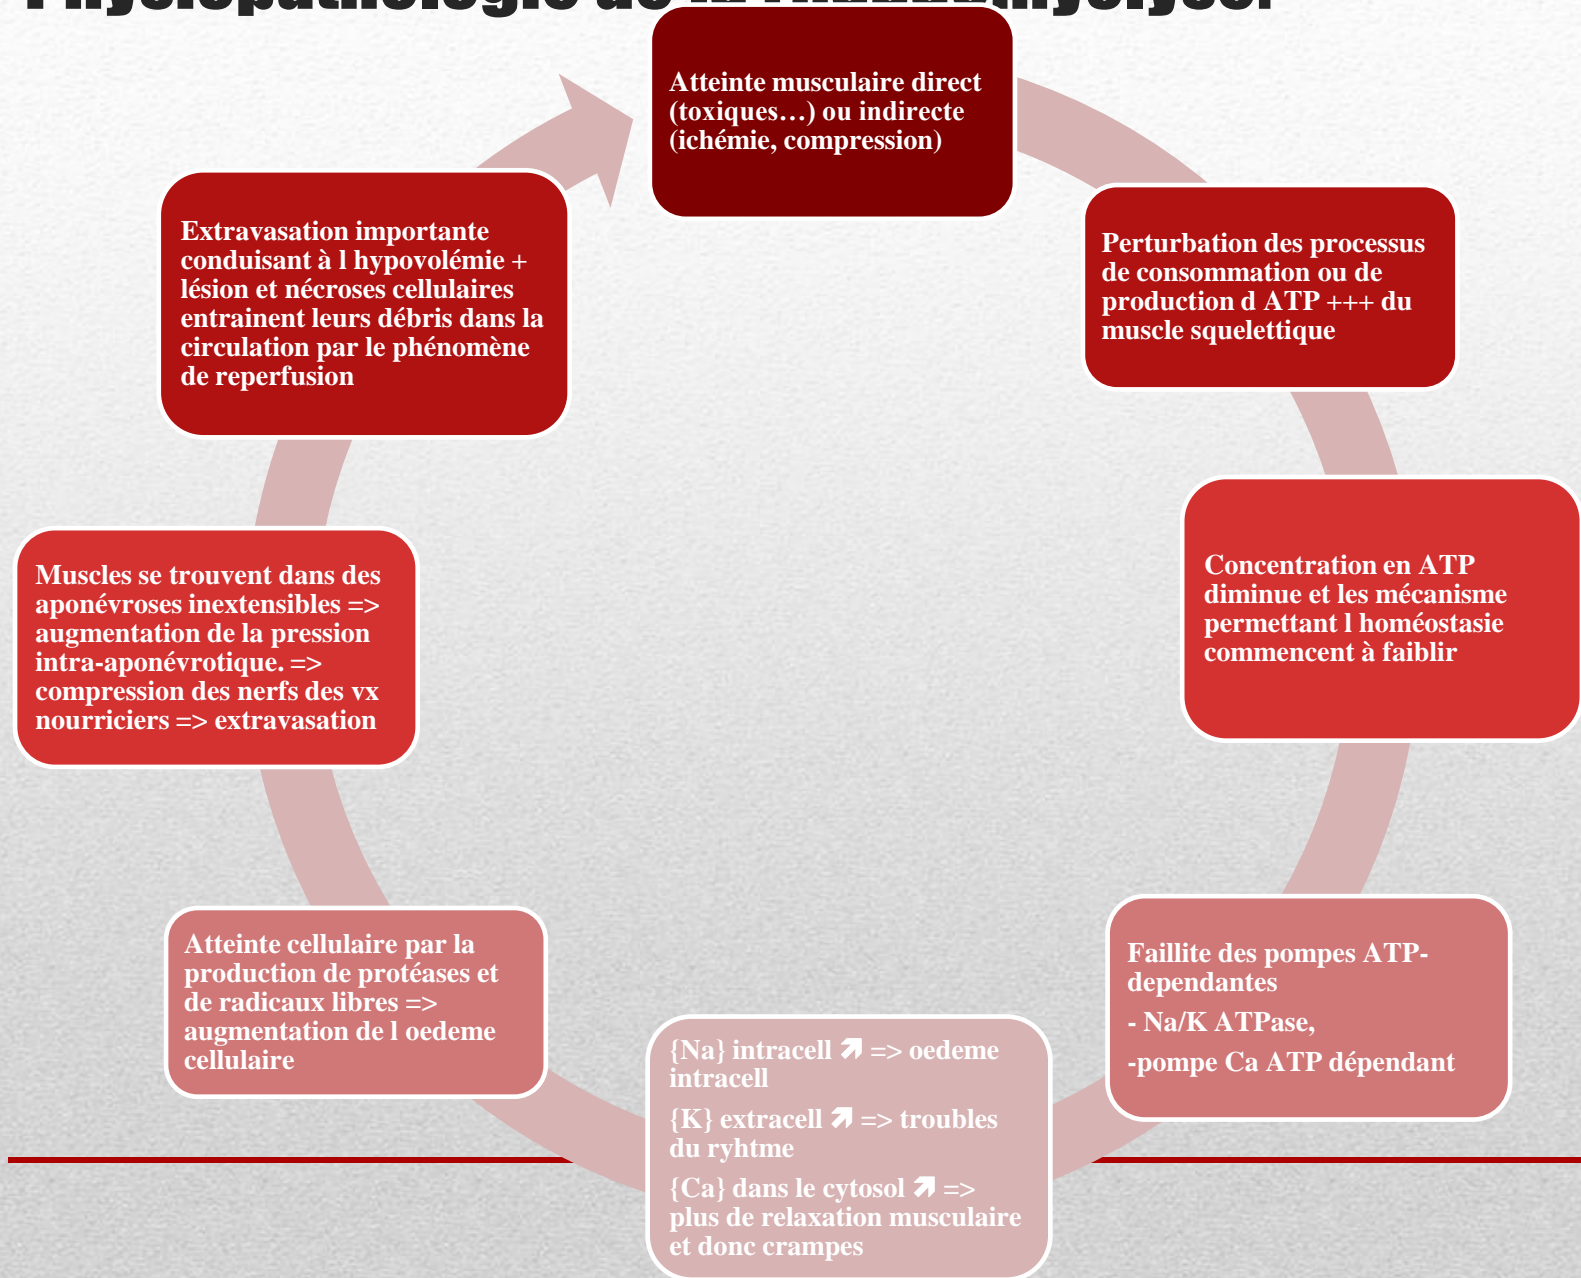 Physiopathologie de la rhabdomyolyse:
Atteinte musculaire direct
(toxiques…) ou indirecte
(ichémie, compression)
Perturbation des processus
de consommation ou de
production d ATP +++ du
muscle squelettique
Concentration en ATP
diminue et les mécanisme
permettant l homéostasie
commencent à faiblir
Faillite des pompes ATP-
dependantes
- Na/K ATPase,
-pompe Ca ATP dépendant
{Na} intracell ↗ => oedeme
intracell
{K} extracell ↗ => troubles
du ryhtme
{Ca} dans le cytosol ↗ =>
plus de relaxation musculaire
et donc crampes
Atteinte cellulaire par la
production de protéases et
de radicaux libres =>
augmentation de l oedeme
cellulaire
Muscles se trouvent dans des
aponévroses inextensibles =>
augmentation de la pression
intra-aponévrotique. =>
compression des nerfs des vx
nourriciers => extravasation
Extravasation importante
conduisant à l hypovolémie +
lésion et nécroses cellulaires
entrainent leurs débris dans la
circulation par le phénomène
de reperfusion